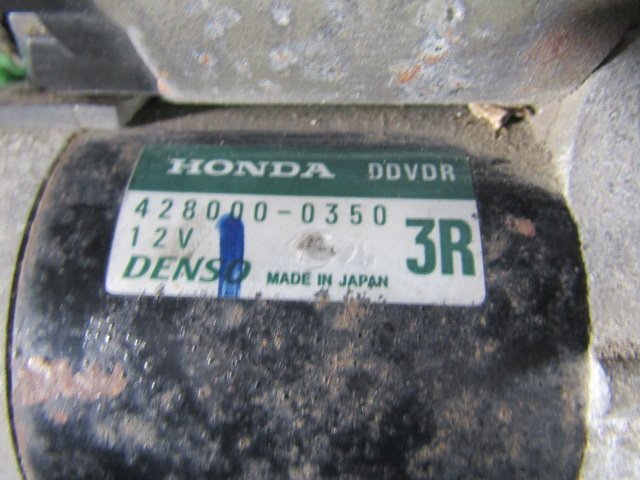 HONDA DDVDR
428000-0350
12V 3R
DENSO MADE IN JAPAN